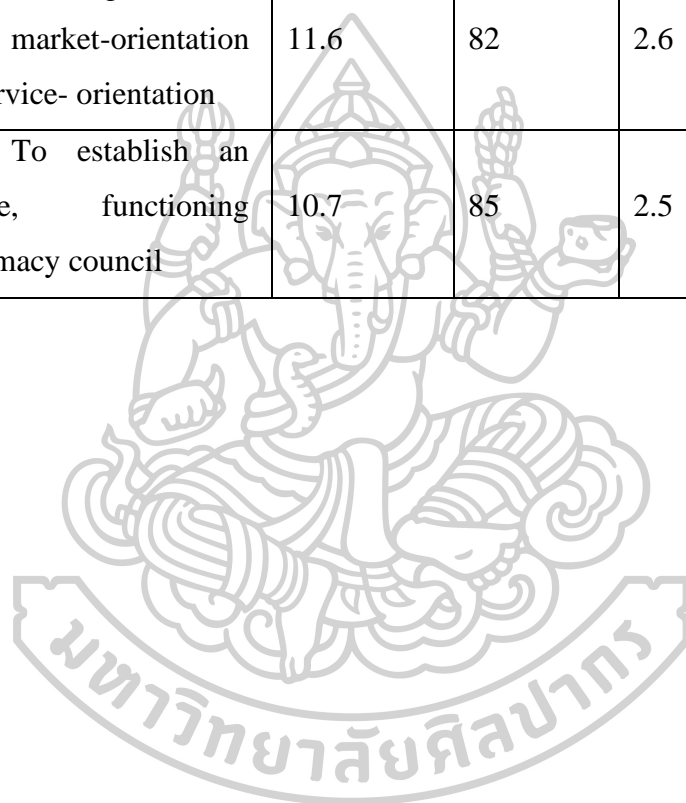 market-orientation 11.6 82 2.6
rvice- orientation
To establish an
e, functioning 10.7 85 2.5
macy council
มหาวิทยาลัยศิลปากร